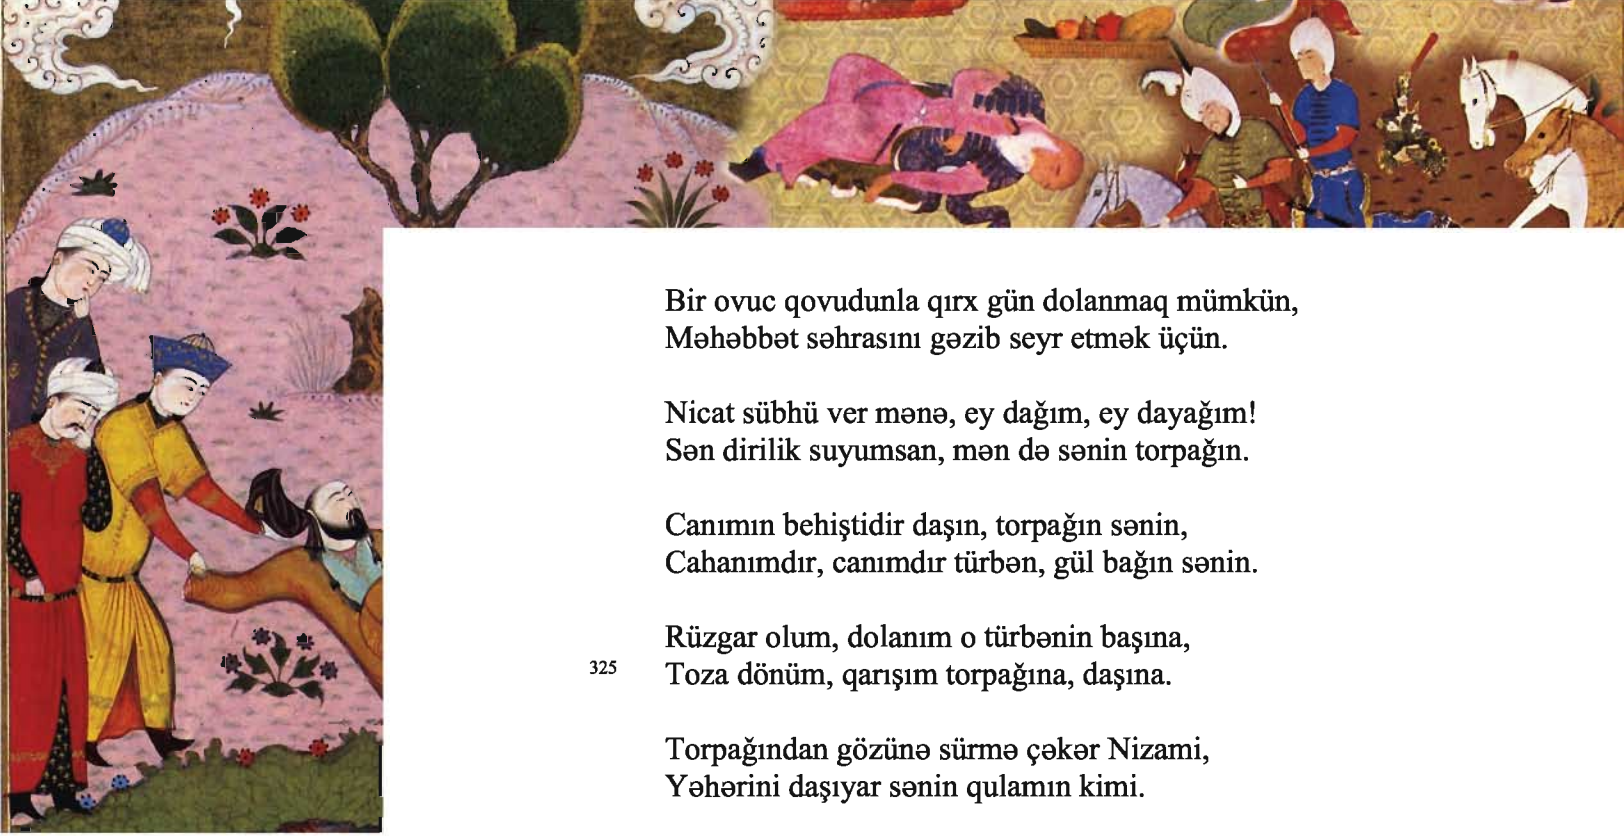 Bir ovuc qovudunla qırx gün dolanmaq mümkün,
Məhəbbət səhrasını gəzib seyr etmək üçün.
Nicat sübhü ver mənə, ey dağım, ey dayağım!
Sən dirilik suyumsan, mən də sənin torpağın.
Canımın behiştidir daşın, torpağın sənin,
Cahanımdır, canımdır türbən, gül bağın sənin.
Rüzgar olum, dolanım o türbənin başına,
325 Toza dönüm, qarışım torpağına, daşına.
Torpağından gözünə sürmə çəkər Nizami,
Yəhərini daşıyar sənin qulamın kimi.